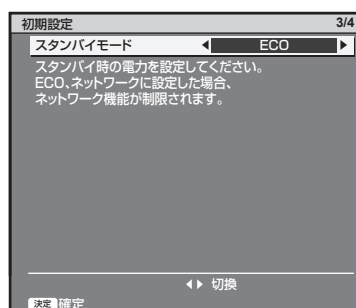 初期設定 3/4
スタンバイモード ◀ ECO ▶
スタンバイ時の電力を設定してください。
ECO、ネットワークに設定した場合、
ネットワーク機能が制限されます。
◀▶ 切換
決定 確定